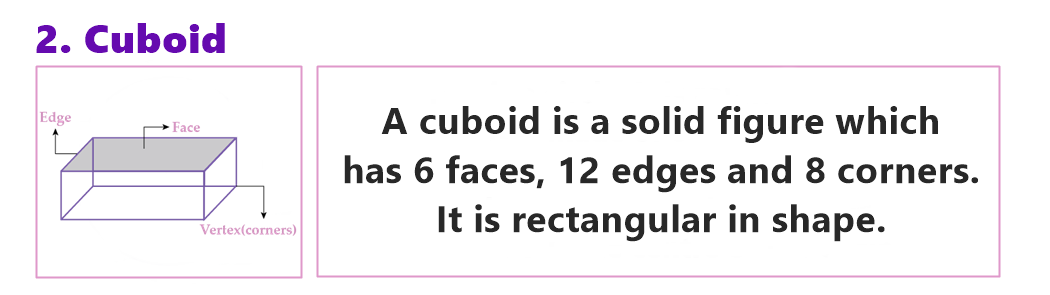 2. Cuboid
Edge
Face
Vertex(corners)
A cuboid is a solid figure which
has 6 faces, 12 edges and 8 corners.
It is rectangular in shape.